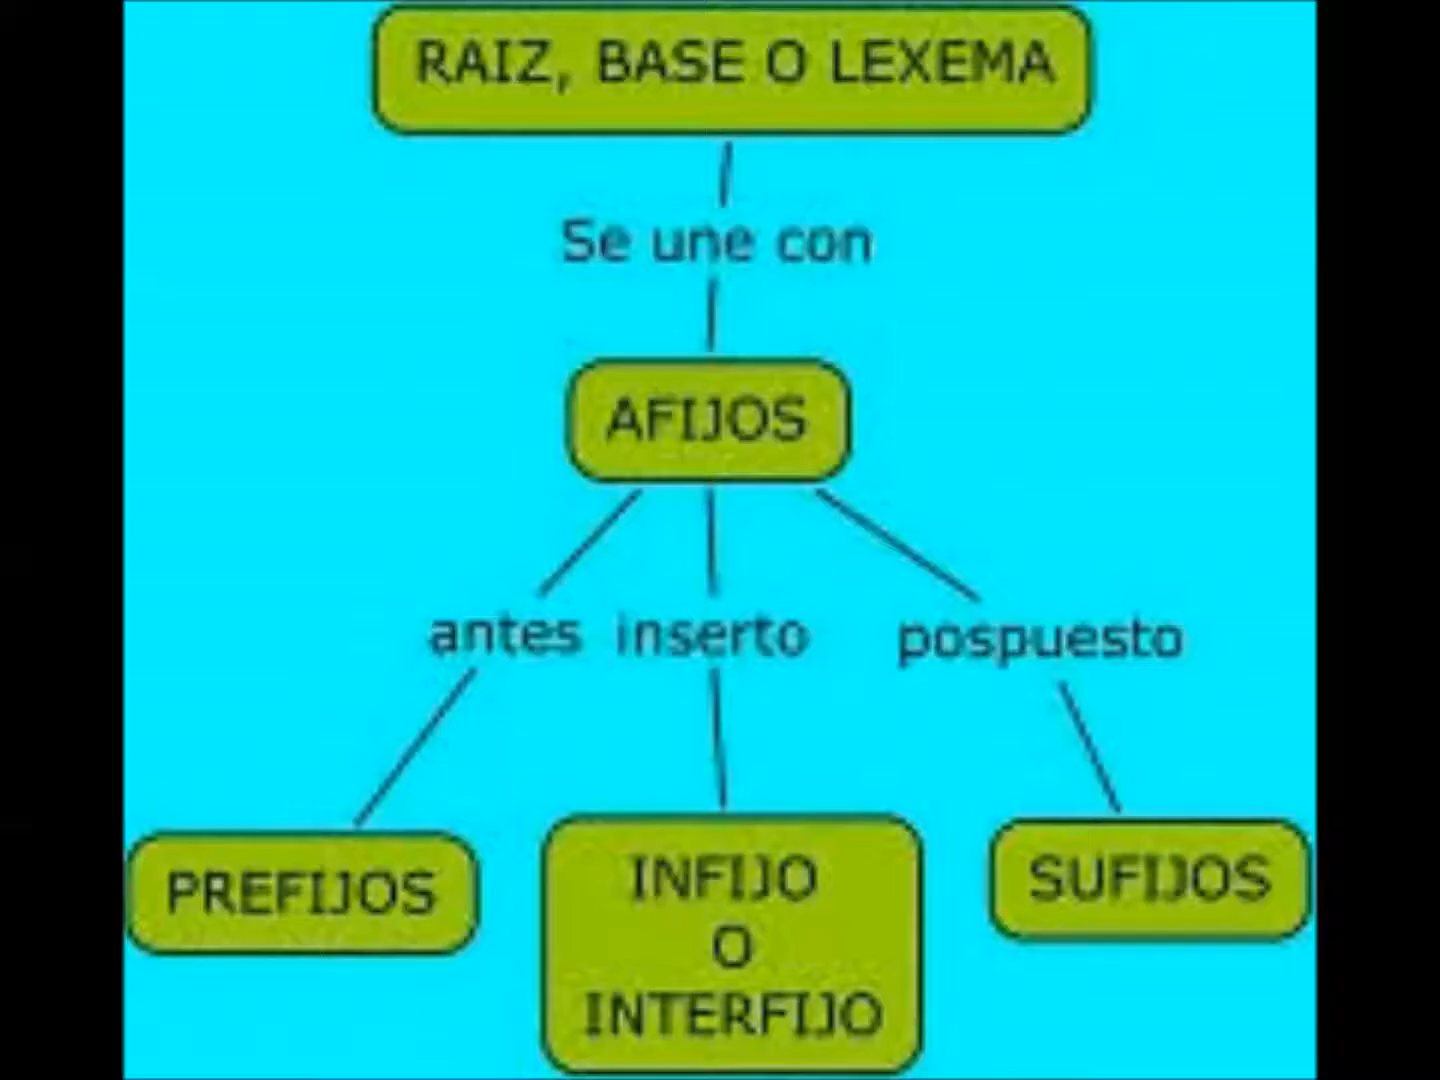 RAIZ, BASE O LEXEMA
Se une con
AFIJOS
antes inserto pospuesto
PREFIJOS
INFIJO
O
INTERFIJO
SUFIJOS